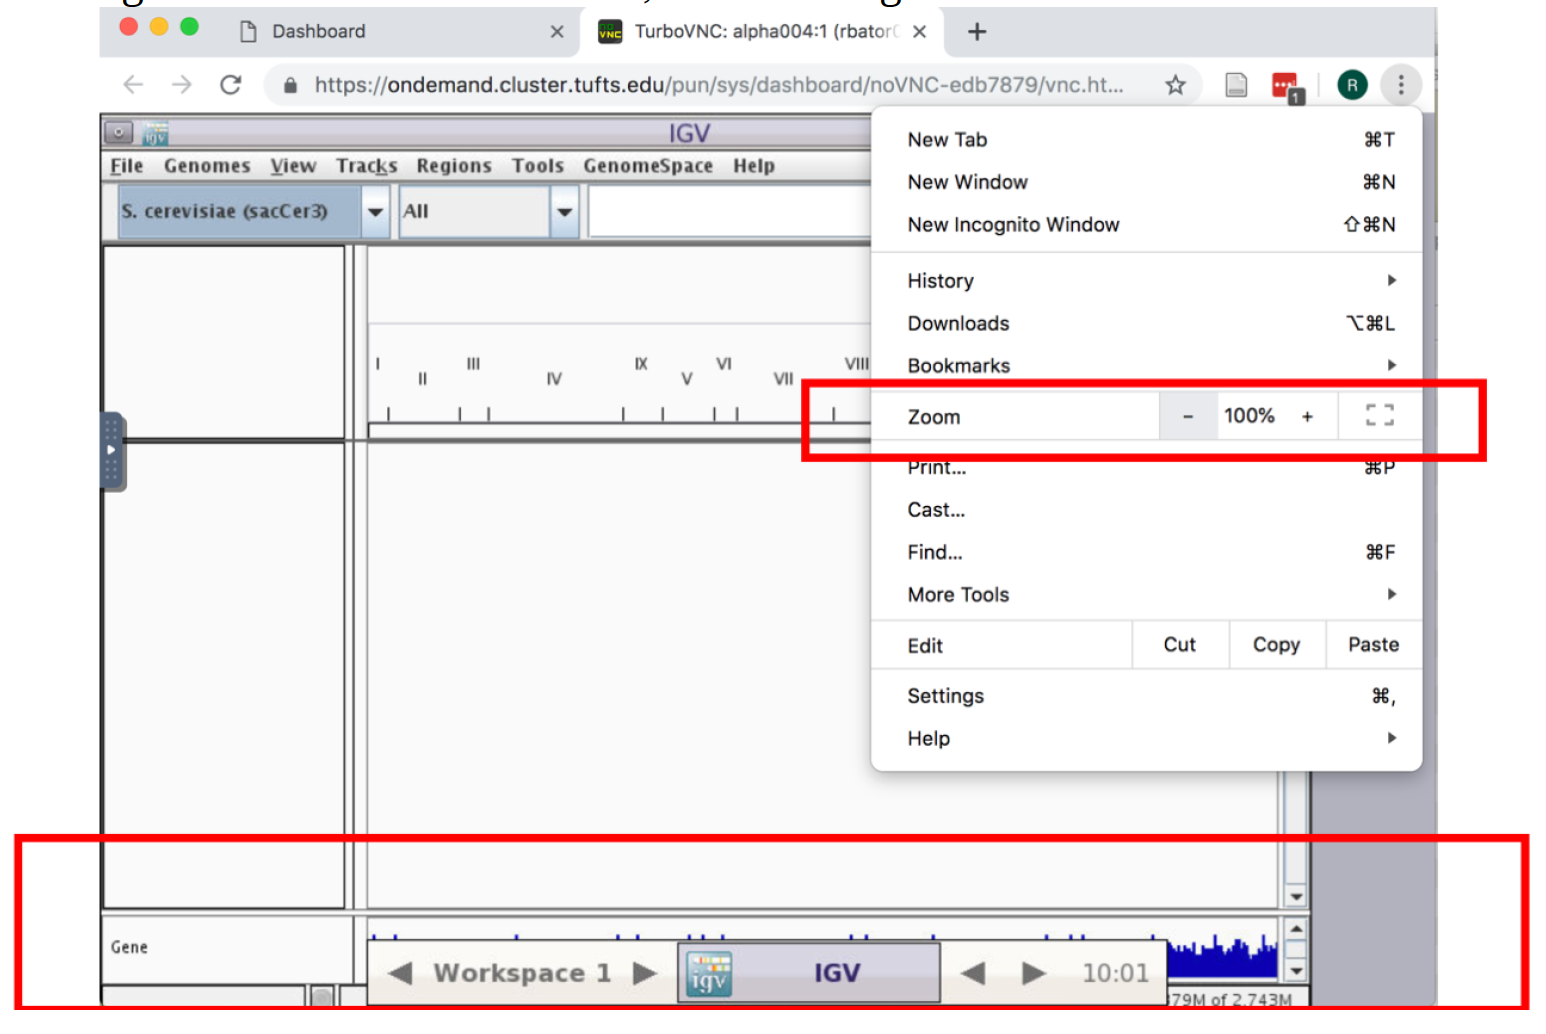 Dashboard
TurboVNC: alpha004:1 (rbator
https://ondemand.cluster.tufts.edu/pun/sys/dashboard/noVNC-edb7879/vnc.ht...
1
R
IGV
File Genomes View Tracks Regions Tools GenomeSpace Help
S. cerevisiae (sacCer3)
All
I II III IV IX V VI VII VIII
New Tab ⌘T
New Window ⌘N
New Incognito Window ⇧⌘N
History
Downloads ⌥⌘L
Bookmarks
Zoom - 100% +
Print... ⌘P
Cast...
Find... ⌘F
More Tools
Edit Cut Copy Paste
Settings ⌘,
Help
Gene
Workspace 1 igv IGV 10:01
79M of 2,743M